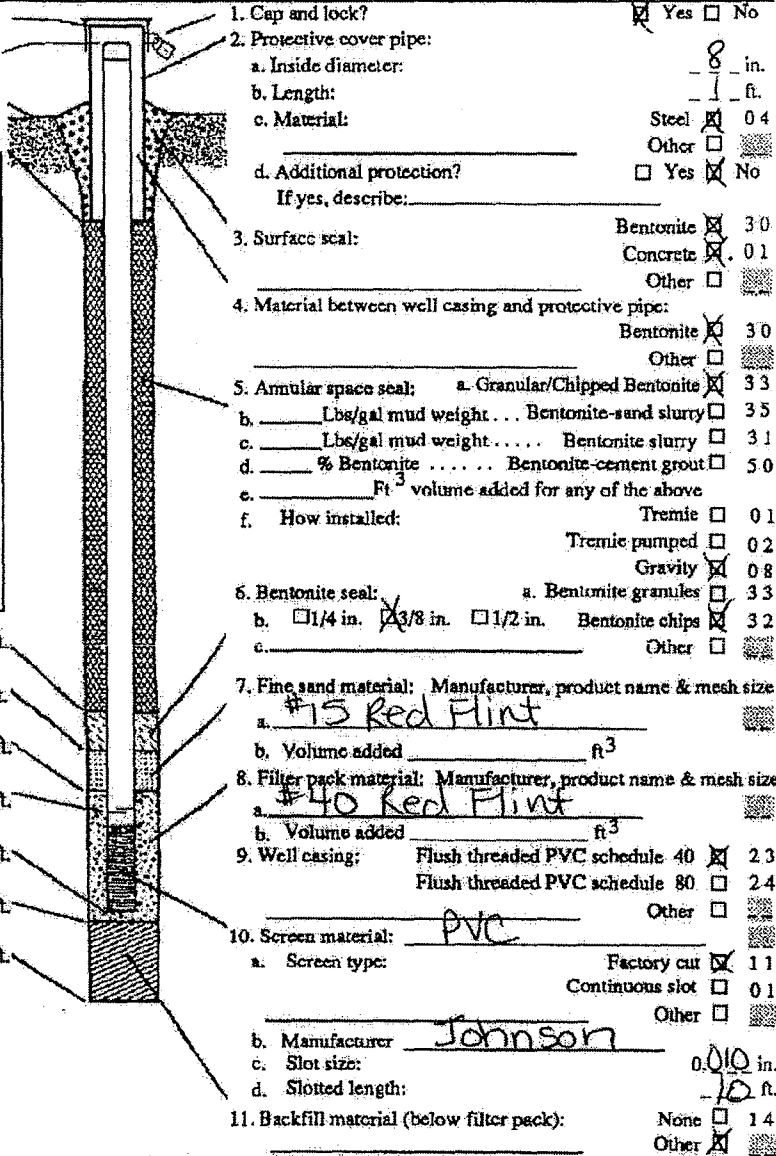 1. Cap and lock? ☒ Yes ☐ No
2. Protective cover pipe:
a. Inside diameter: _ 8 _ in.
b. Length: _ 1 _ ft.
c. Material: Steel ☒ 0 4
Other ☐
d. Additional protection? ☐ Yes ☒ No
If yes, describe:
Bentonite ☒ 3 0
3. Surface seal:
Concrete ☒. 0 1
Other ☐
4. Material between well casing and protective pipe:
Bentonite ☒ 3 0
Other ☐
5. Annular space seal: a. Granular/Chipped Bentonite ☒ 3 3
b. ______Lbs/gal mud weight . . . Bentonite-sand slurry ☐ 3 5
c. ______Lbs/gal mud weight . . . . . Bentonite slurry ☐ 3 1
d. ______ % Bentonite . . . . . . Bentonite-cement grout ☐ 5 0
e. ____________Ft³ volume added for any of the above
f. How installed: Tremie ☐ 0 1
Tremie pumped ☐ 0 2
Gravity ☒ 0 8
6. Bentonite seal: a. Bentonite granules ☐ 3 3
b. ☐1/4 in. ☒3/8 in. ☐1/2 in. Bentonite chips ☒ 3 2
c. Other ☐
7. Fine sand material: Manufacturer, product name & mesh size
a. #15 Red Flint
b. Volume added ____________ ft³
8. Filter pack material: Manufacturer, product name & mesh size
a. #40 Red Flint
b. Volume added ____________ ft³
9. Well casing: Flush threaded PVC schedule 40 ☒ 2 3
Flush threaded PVC schedule 80 ☐ 2 4
Other ☐
10. Screen material: PVC
a. Screen type: Factory cut ☒ 1 1
Continuous slot ☐ 0 1
Other ☐
b. Manufacturer Johnson
c. Slot size: 0.010 in.
d. Slotted length: 10 ft.
11. Backfill material (below filter pack): None ☐ 1 4
Other ☒
t.
t.
t.
t.
t.
t.
t.